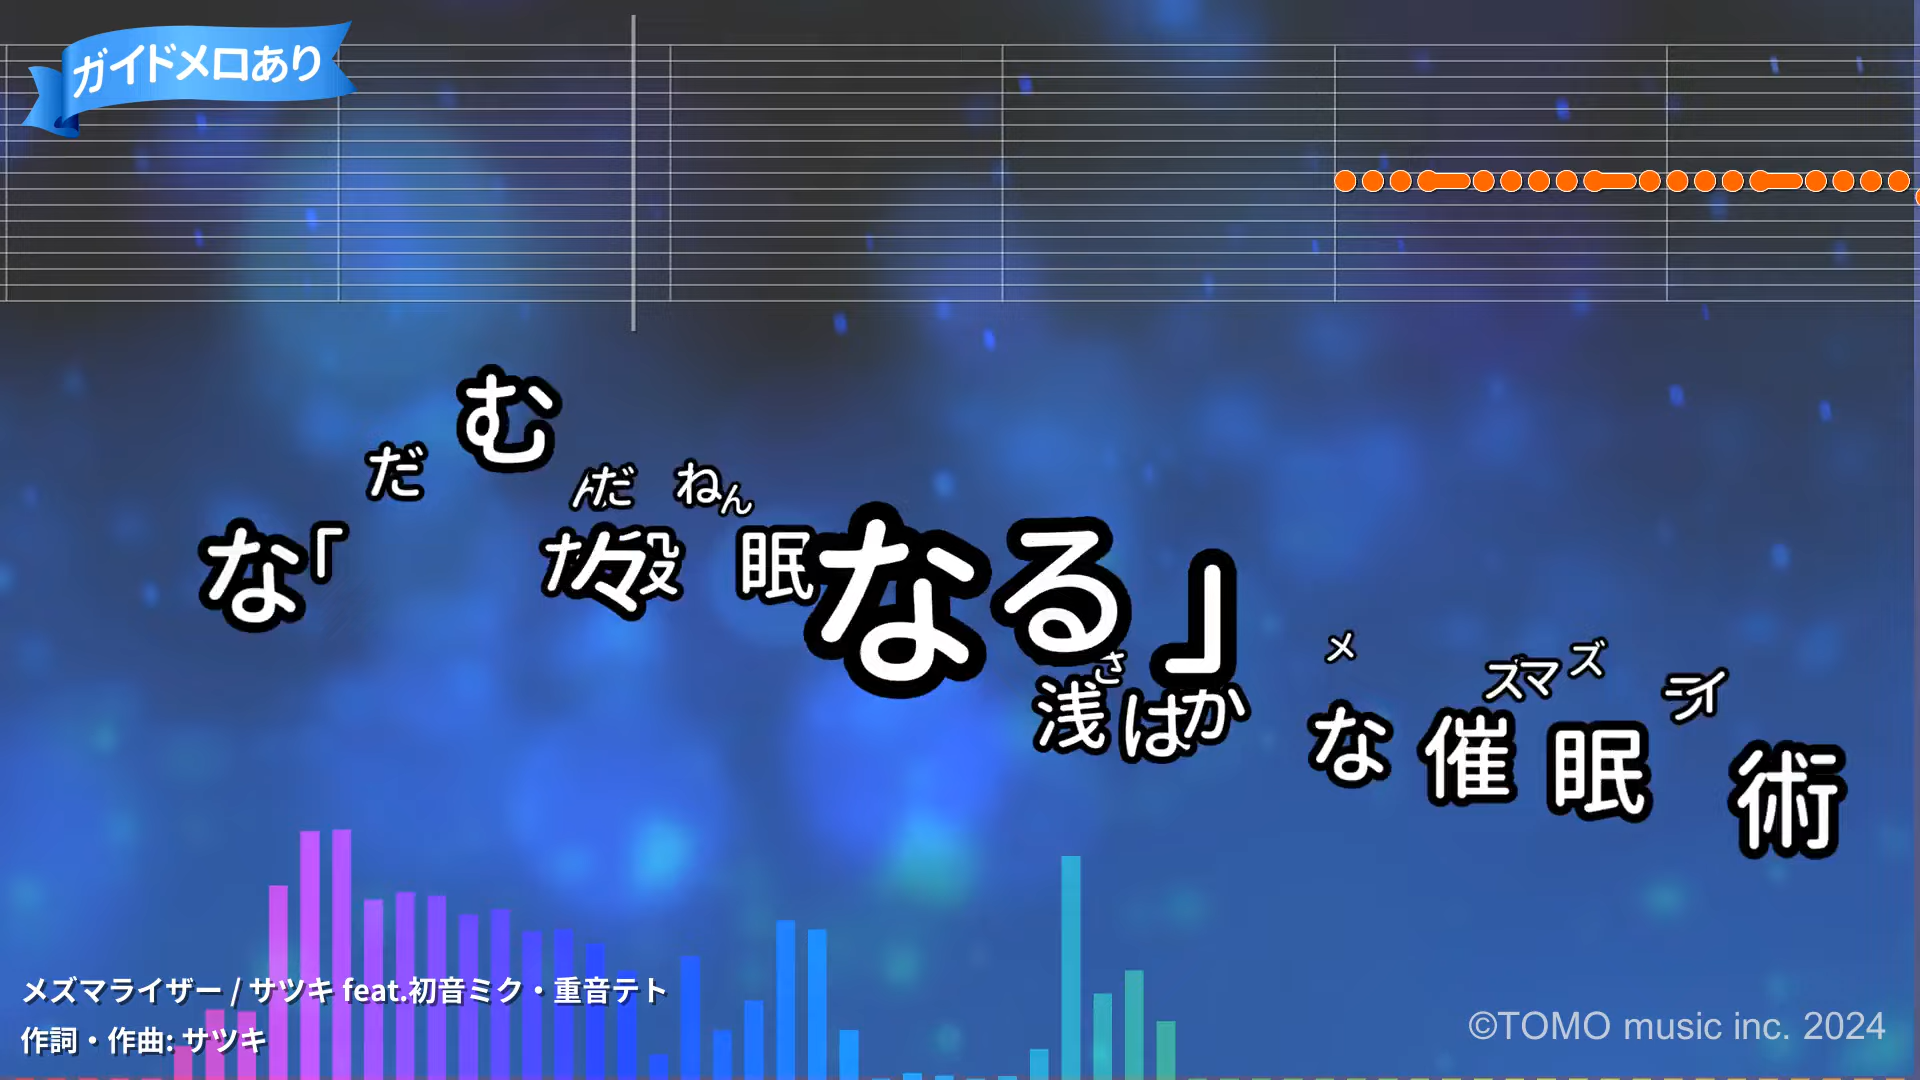 ガイドメロあり
だ だ ねん
な「む 々 眠なる」
さ メ ズマズ イ
浅はかな催眠術
メズマライザー / サツキ feat.初音ミク・重音テト
作詞・作曲: サツキ
©TOMO music inc. 2024